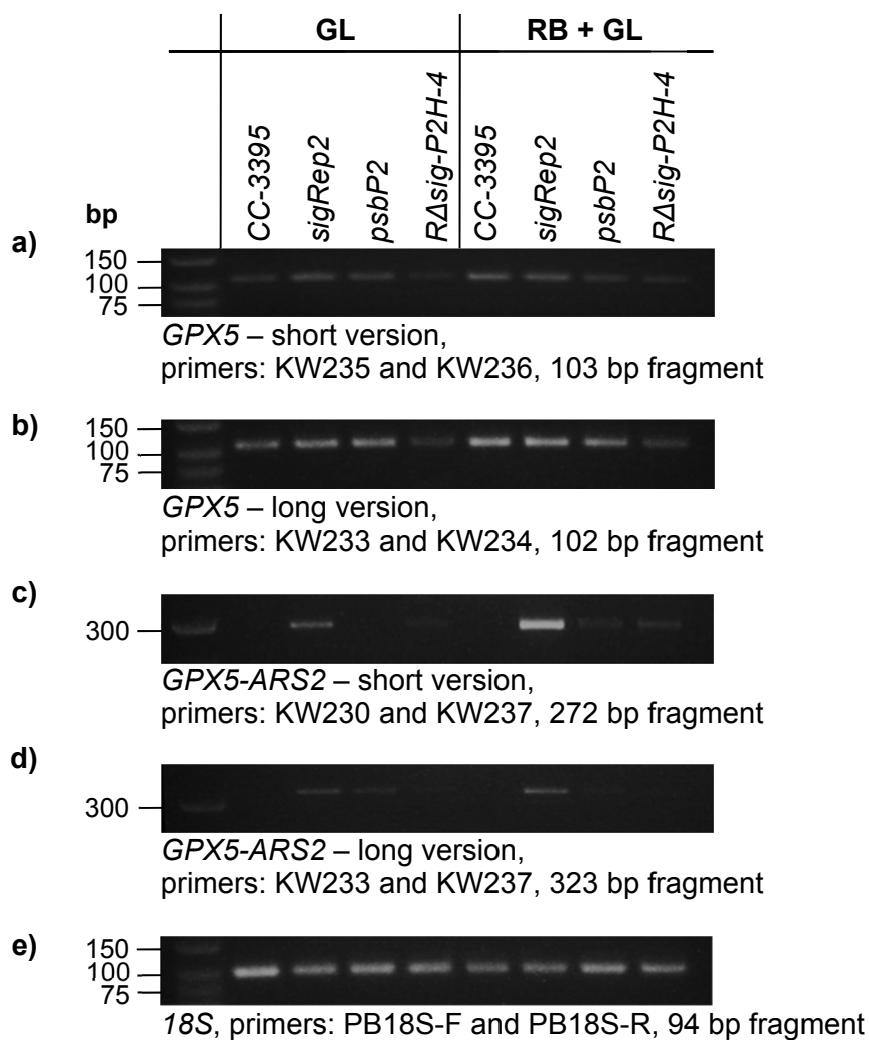 GL
RB + GL
CC-3395
sigRep2
psbP2
RΔsig-P2H-4
CC-3395
sigRep2
psbP2
RΔsig-P2H-4
bp
a)
150
100
75
GPX5 – short version,
primers: KW235 and KW236, 103 bp fragment
b)
150
100
75
GPX5 – long version,
primers: KW233 and KW234, 102 bp fragment
c)
300
GPX5-ARS2 – short version,
primers: KW230 and KW237, 272 bp fragment
d)
300
GPX5-ARS2 – long version,
primers: KW233 and KW237, 323 bp fragment
e)
150
100
75
18S, primers: PB18S-F and PB18S-R, 94 bp fragment